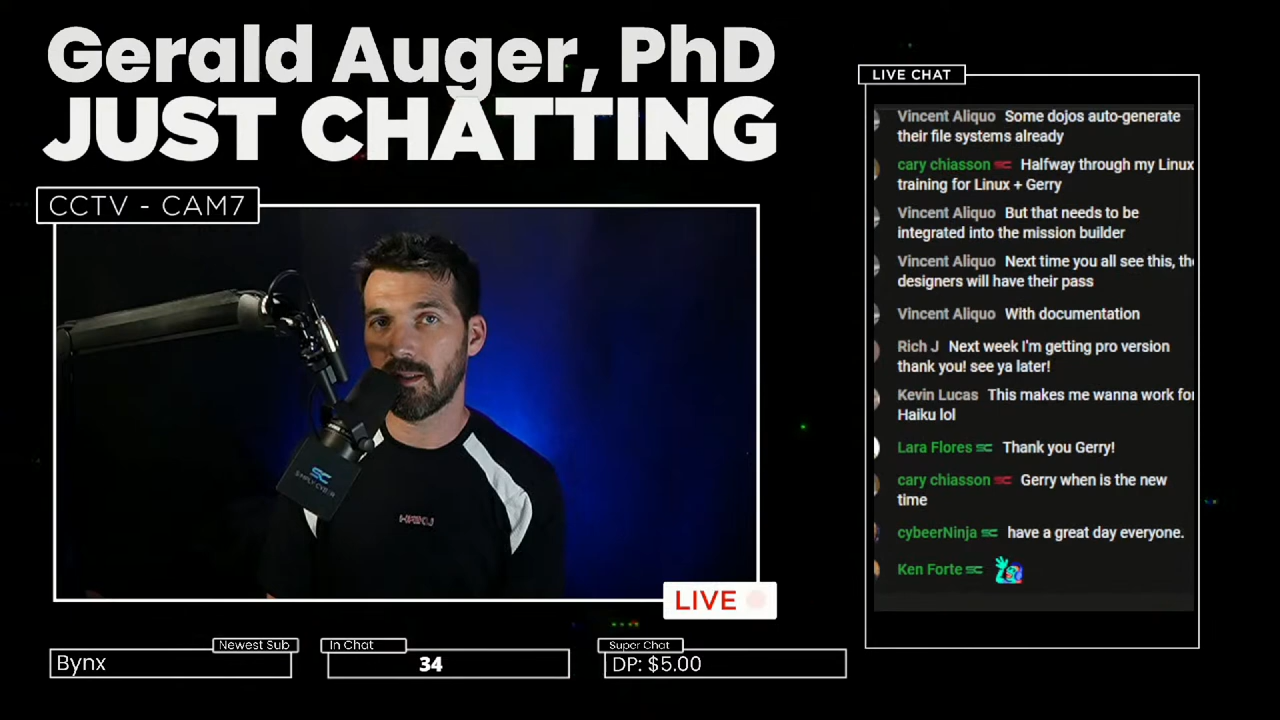 Gerald Auger, PhD
JUST CHATTING
CCTV - CAM7
SIMPLY CYBER
HAIKU
LIVE
Newest Sub
Bynx
In Chat
34
Super Chat
DP: $5.00
LIVE CHAT
Vincent Aliquo Some dojos auto-generate
their file systems already
cary chiasson Halfway through my Linux
training for Linux + Gerry
Vincent Aliquo But that needs to be
integrated into the mission builder
Vincent Aliquo Next time you all see this, the
designers will have their pass
Vincent Aliquo With documentation
Rich J Next week I'm getting pro version
thank you! see ya later!
Kevin Lucas This makes me wanna work for
Haiku lol
Lara Flores Thank you Gerry!
cary chiasson Gerry when is the new
time
cybeerNinja have a great day everyone.
Ken Forte